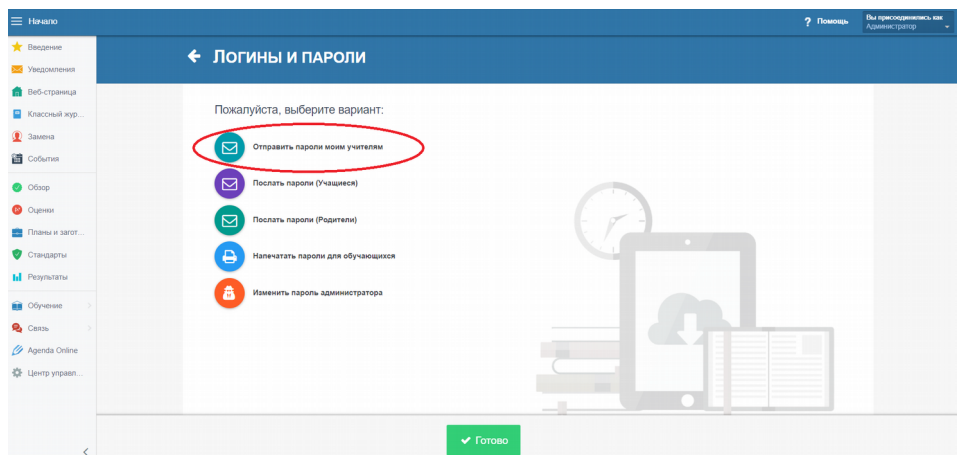 Начало
Помощь
Вы присоединились как
Администратор
Введение
Уведомления
Веб-страница
Классный жур...
Замена
События
Обзор
Оценки
Планы и загот...
Стандарты
Результаты
Обучение
Связь
Agenda Online
Центр управл...
Логины и пароли
Пожалуйста, выберите вариант:
Отправить пароли моим учителям
Послать пароли (Учащиеся)
Послать пароли (Родители)
Напечатать пароли для обучающихся
Изменить пароль администратора
Готово